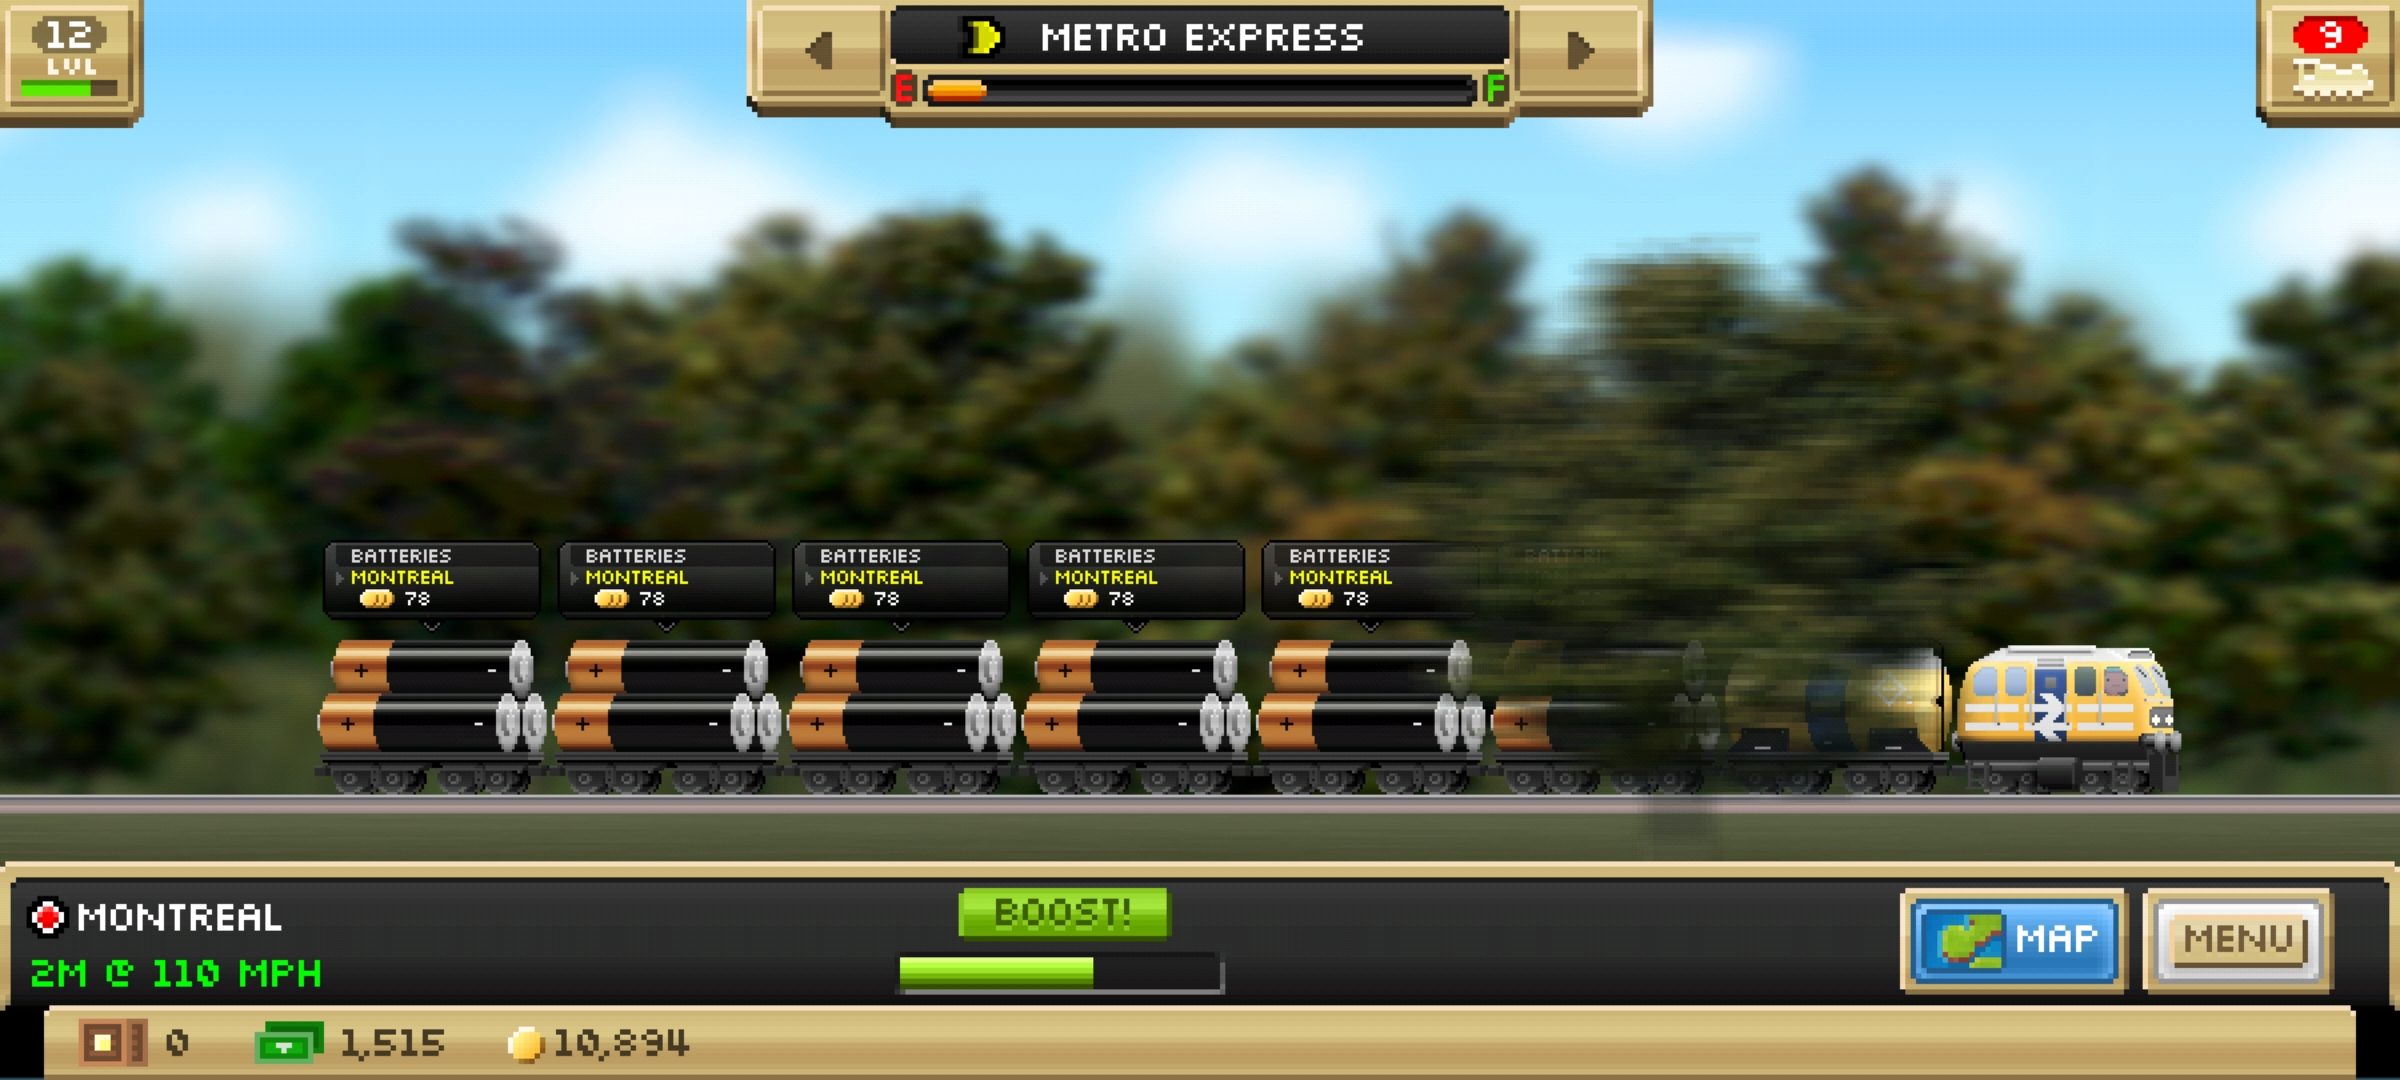 12
LVL
METRO EXPRESS
E F
9
BATTERIES
MONTREAL
78
BATTERIES
MONTREAL
78
BATTERIES
MONTREAL
78
BATTERIES
MONTREAL
78
BATTERIES
MONTREAL
78
+ -
+ -
+ -
+ -
+ -
+ -
+ -
+ -
+ -
+ -
+
MONTREAL
2M @ 110 MPH
BOOST!
MAP
MENU
0
1,515
10,894